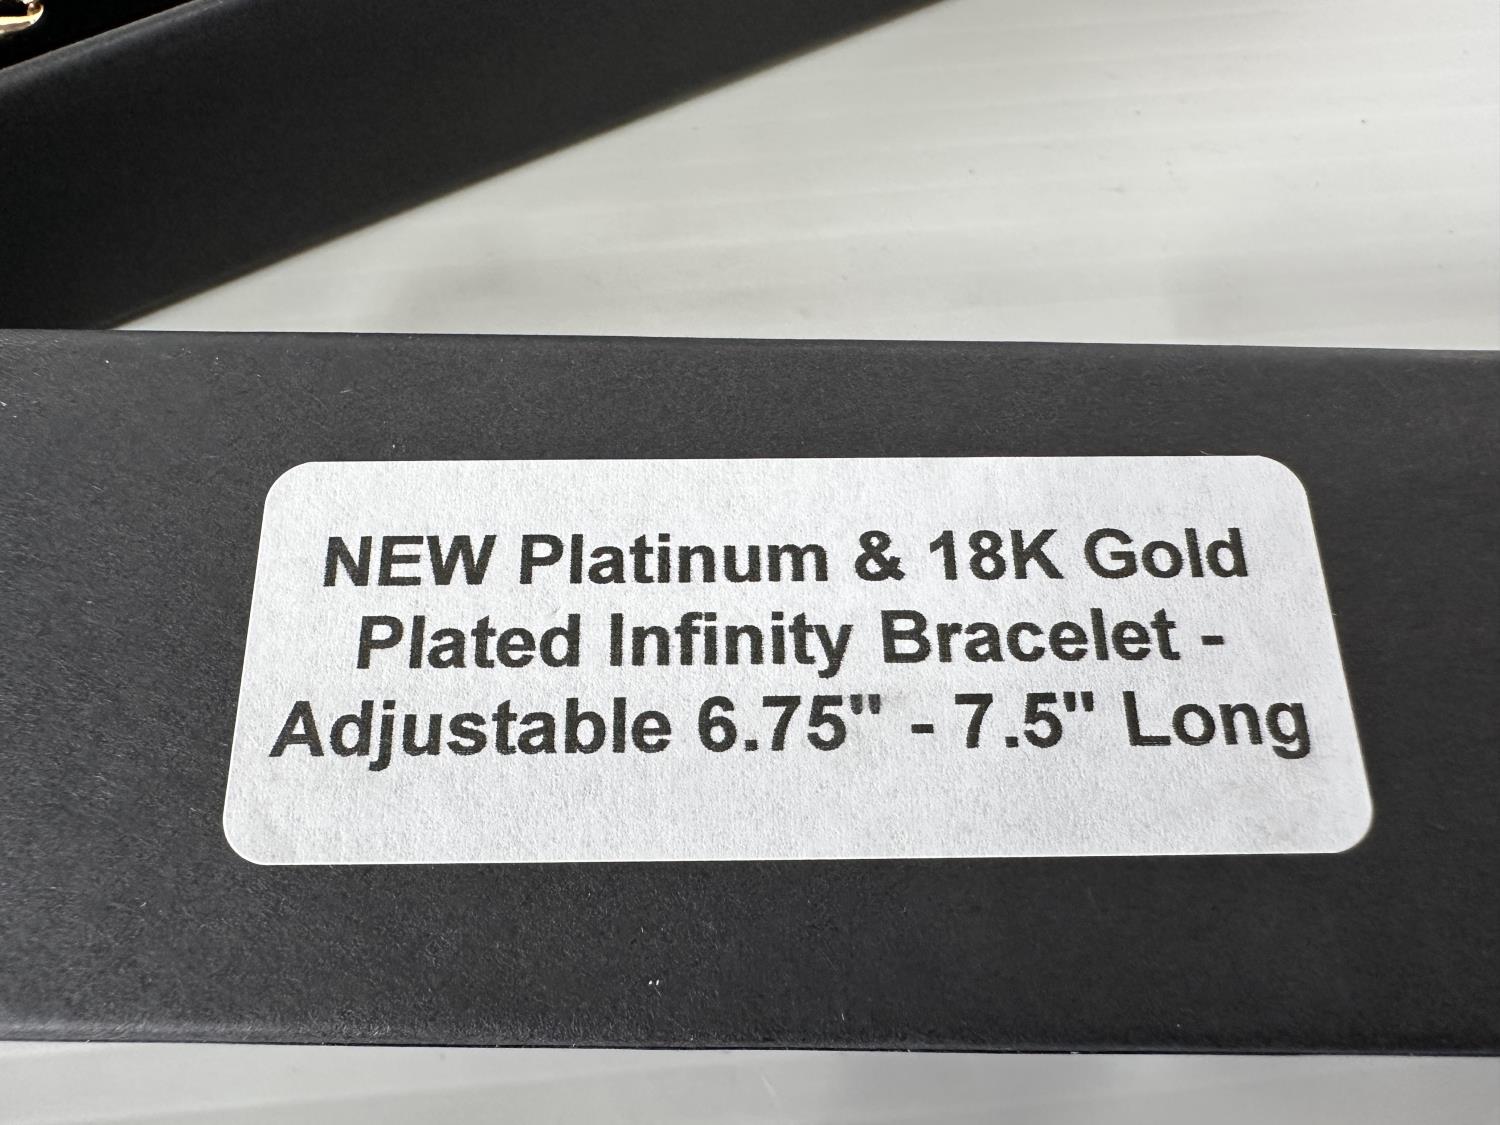 NEW Platinum & 18K Gold
Plated Infinity Bracelet -
Adjustable 6.75" - 7.5" Long